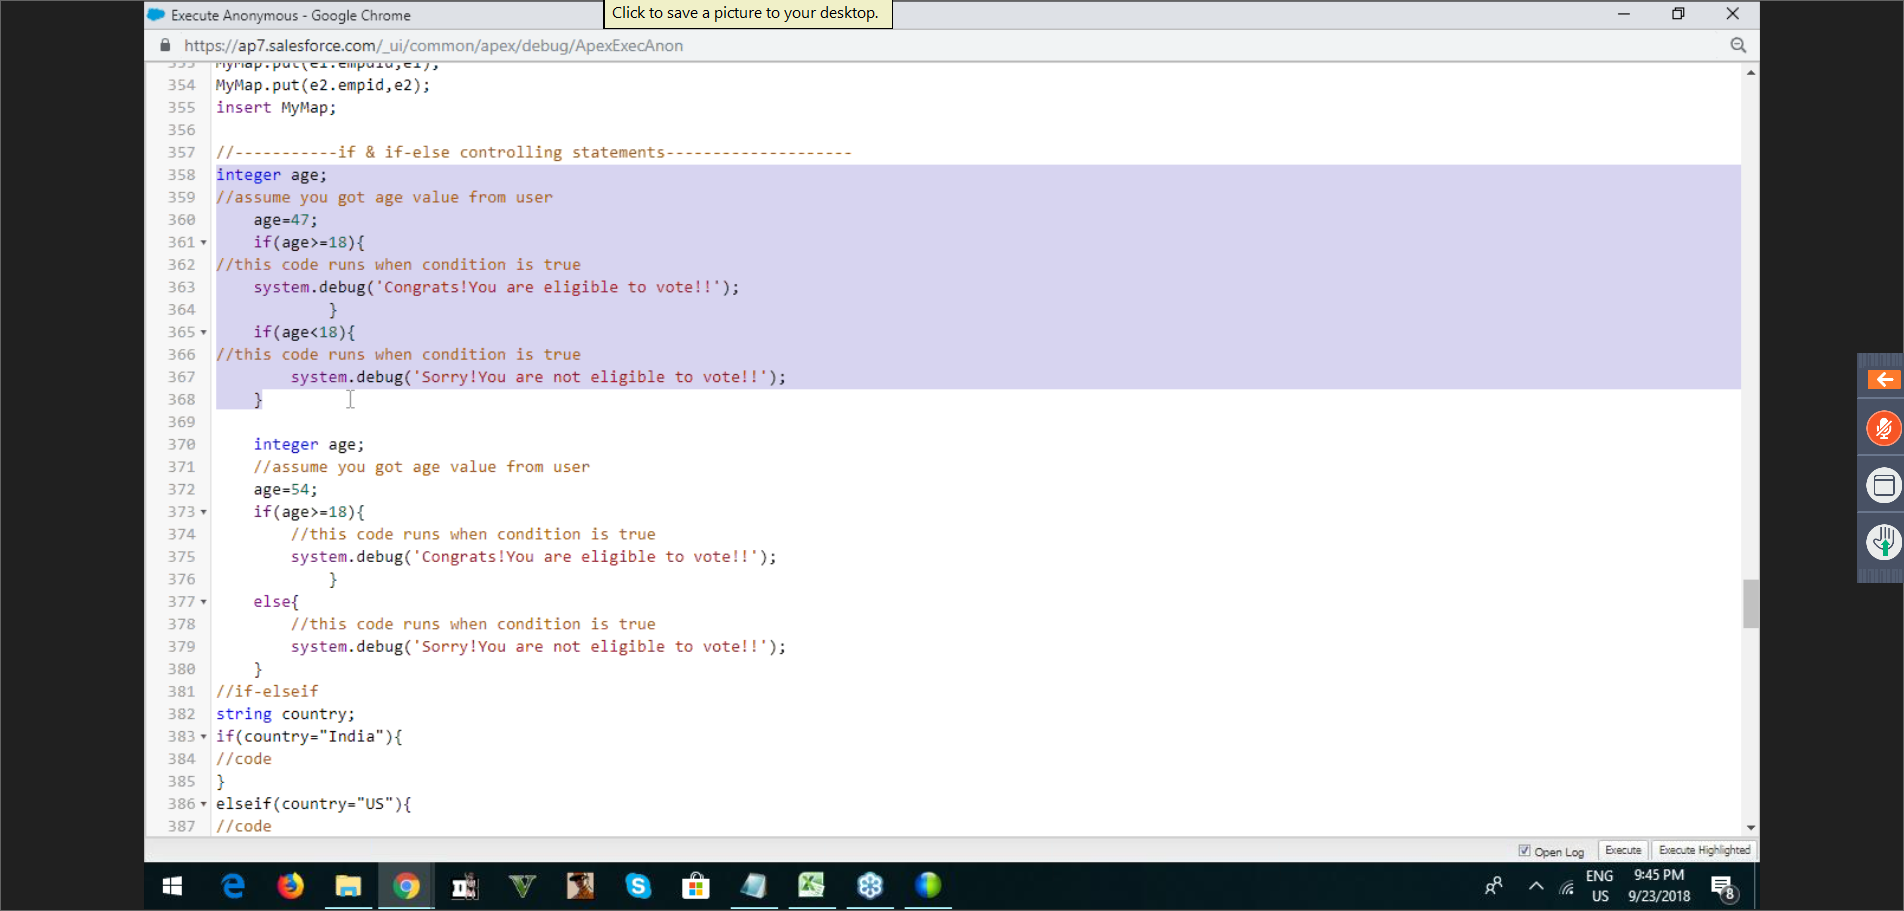 Execute Anonymous - Google Chrome
Click to save a picture to your desktop.
https://ap7.salesforce.com/_ui/common/apex/debug/ApexExecAnon
353 MyMap.put(e1.empid,e1);
354 MyMap.put(e2.empid,e2);
355 insert MyMap;
356
357 //-----------if & if-else controlling statements--------------------
358 integer age;
359 //assume you got age value from user
360 age=47;
361 if(age>=18){
362 //this code runs when condition is true
363 system.debug('Congrats!You are eligible to vote!!');
364 }
365 if(age<18){
366 //this code runs when condition is true
367 system.debug('Sorry!You are not eligible to vote!!');
368 }
369
370 integer age;
371 //assume you got age value from user
372 age=54;
373 if(age>=18){
374 //this code runs when condition is true
375 system.debug('Congrats!You are eligible to vote!!');
376 }
377 else{
378 //this code runs when condition is true
379 system.debug('Sorry!You are not eligible to vote!!');
380 }
381 //if-elseif
382 string country;
383 if(country="India"){
384 //code
385 }
386 elseif(country="US"){
387 //code
Open Log Execute Execute Highlighted
ENG 9:45 PM
US 9/23/2018 8